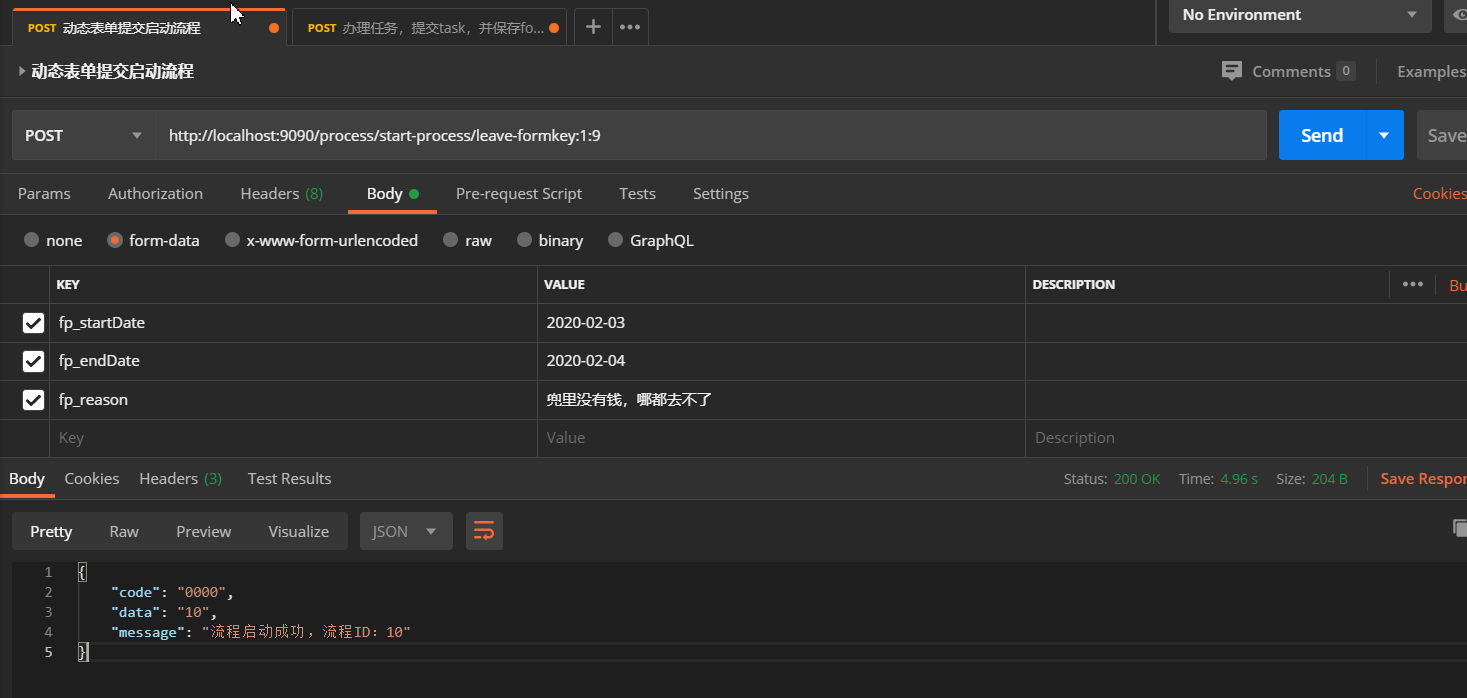 POST 动态表单提交启动流程
POST 办理任务，提交task，并保存fo...
No Environment
动态表单提交启动流程
Comments 0
Examples
POST
http://localhost:9090/process/start-process/leave-formkey:1:9
Send
Save
Params Authorization Headers (8) Body Pre-request Script Tests Settings Cookies
none form-data x-www-form-urlencoded raw binary GraphQL
KEY VALUE DESCRIPTION Bu
fp_startDate 2020-02-03
fp_endDate 2020-02-04
fp_reason 兜里没有钱，哪都去不了
Key Value Description
Body Cookies Headers (3) Test Results Status: 200 OK Time: 4.96 s Size: 204 B Save Respor
Pretty Raw Preview Visualize JSON
1 {
2 "code": "0000",
3 "data": "10",
4 "message": "流程启动成功，流程ID：10"
5 }